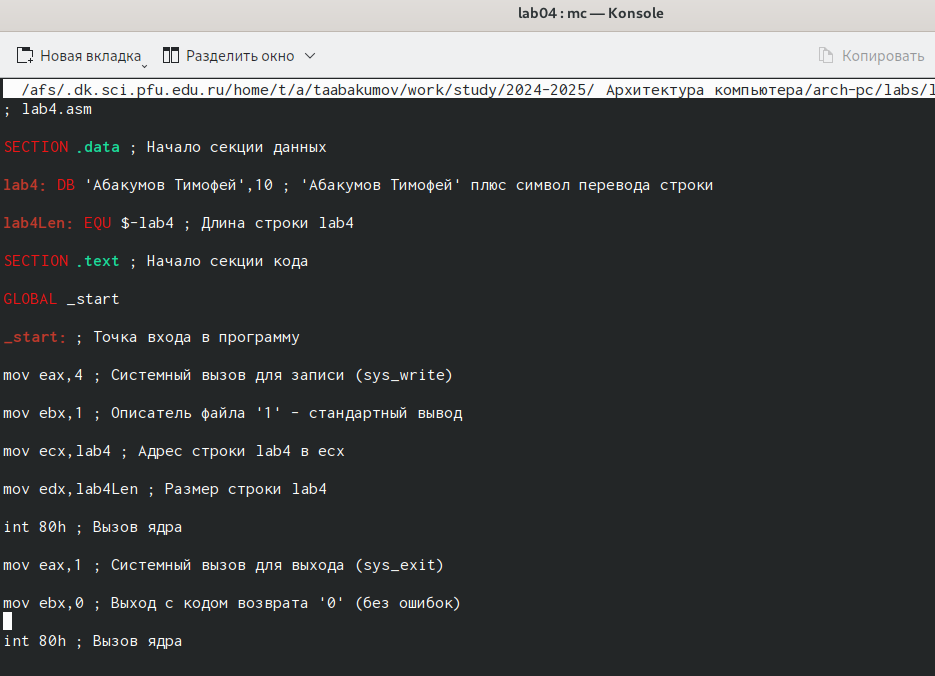 lab04 : mc — Konsole
Новая вкладка Разделить окно Копировать
/afs/.dk.sci.pfu.edu.ru/home/t/a/taabakumov/work/study/2024-2025/ Архитектура компьютера/arch-pc/labs/l
; lab4.asm
SECTION .data ; Начало секции данных
lab4: DB 'Абакумов Тимофей',10 ; 'Абакумов Тимофей' плюс символ перевода строки
lab4Len: EQU $-lab4 ; Длина строки lab4
SECTION .text ; Начало секции кода
GLOBAL _start
_start: ; Точка входа в программу
mov eax,4 ; Системный вызов для записи (sys_write)
mov ebx,1 ; Описатель файла '1' - стандартный вывод
mov ecx,lab4 ; Адрес строки lab4 в ecx
mov edx,lab4Len ; Размер строки lab4
int 80h ; Вызов ядра
mov eax,1 ; Системный вызов для выхода (sys_exit)
mov ebx,0 ; Выход с кодом возврата '0' (без ошибок)
int 80h ; Вызов ядра